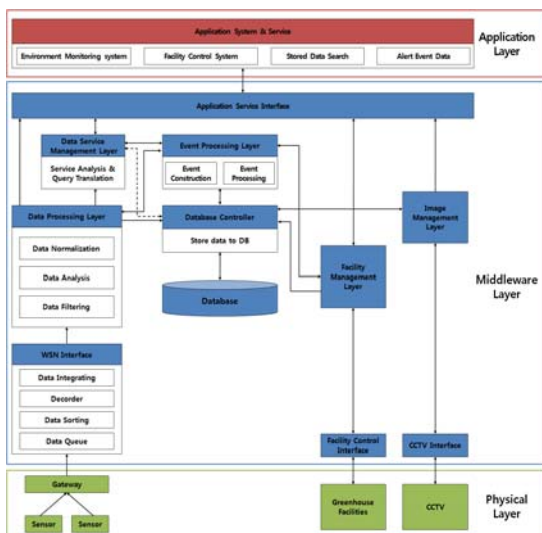 Application System & Service
Environment Monitoring system
Facility Control System
Stored Data Search
Alert Event Data
Application
Layer
Application Service Interface
Data Service
Management Layer
Service Analysis &
Query Translation
Event Processing Layer
Event
Construction
Event
Processing
Data Processing Layer
Data Normalization
Data Analysis
Data Filtering
Database Controller
Store data to DB
Database
Image
Management
Layer
Facility
Management
Layer
Middleware
Layer
WSN Interface
Data Integrating
Decorder
Data Sorting
Data Queue
Facility Control
Interface
CCTV Interface
Gateway
Sensor
Sensor
Greenhouse
Facilities
CCTV
Physical
Layer